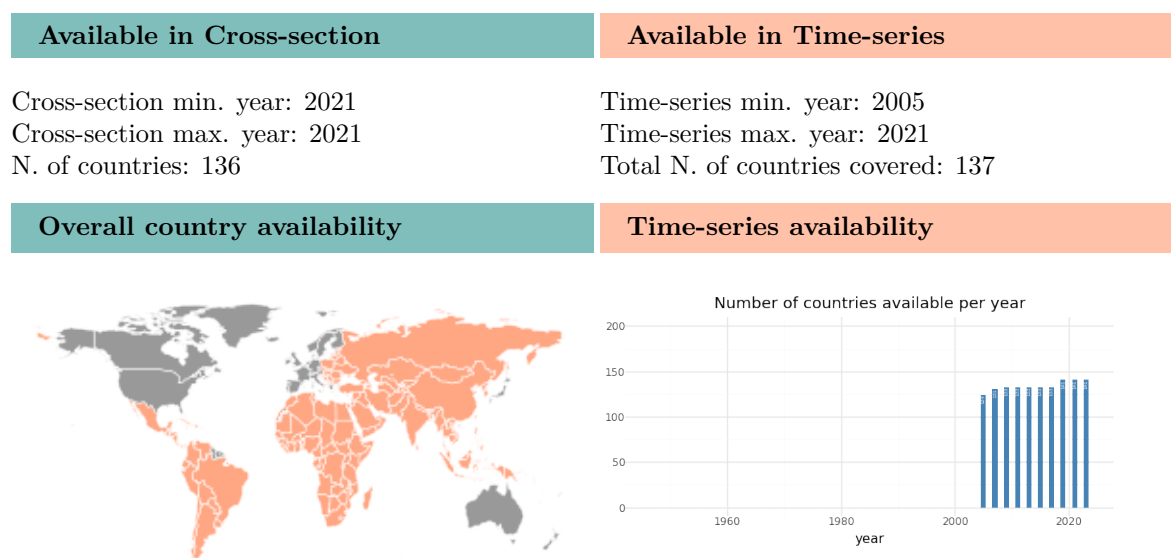 Available in Cross-section
Available in Time-series
Cross-section min. year: 2021
Cross-section max. year: 2021
N. of countries: 136
Time-series min. year: 2005
Time-series max. year: 2021
Total N. of countries covered: 137
Overall country availability
Time-series availability
Number of countries available per year
200
150
100
50
0
1960 1980 2000 2020
year